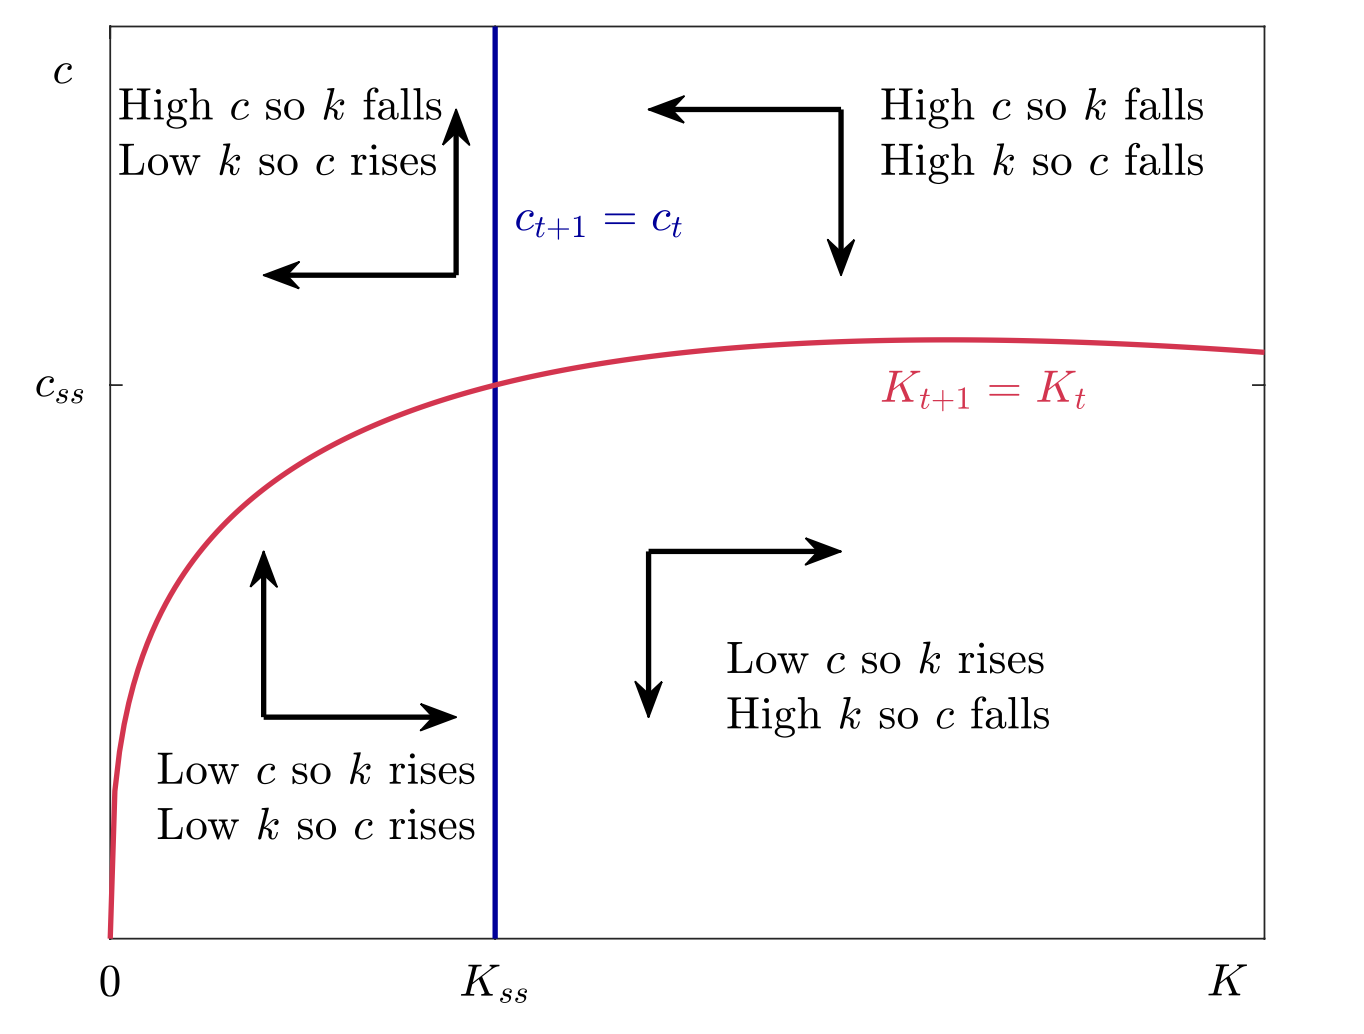 c
High c so k falls
Low k so c rises
High c so k falls
High k so c falls
c_{t+1} = c_t
c_{ss}
K_{t+1} = K_t
Low c so k rises
High k so c falls
Low c so k rises
Low k so c rises
0
K_{ss}
K